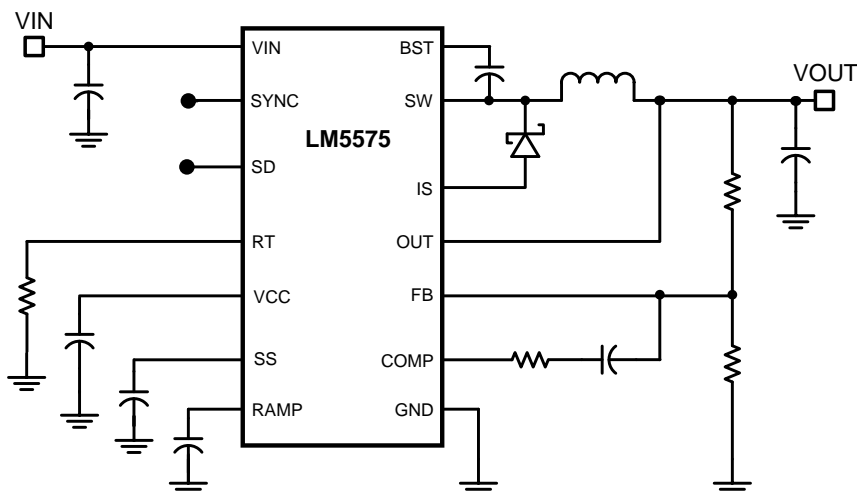 VIN
VOUT
LM5575
VIN
SYNC
SD
RT
VCC
SS
RAMP
BST
SW
IS
OUT
FB
COMP
GND